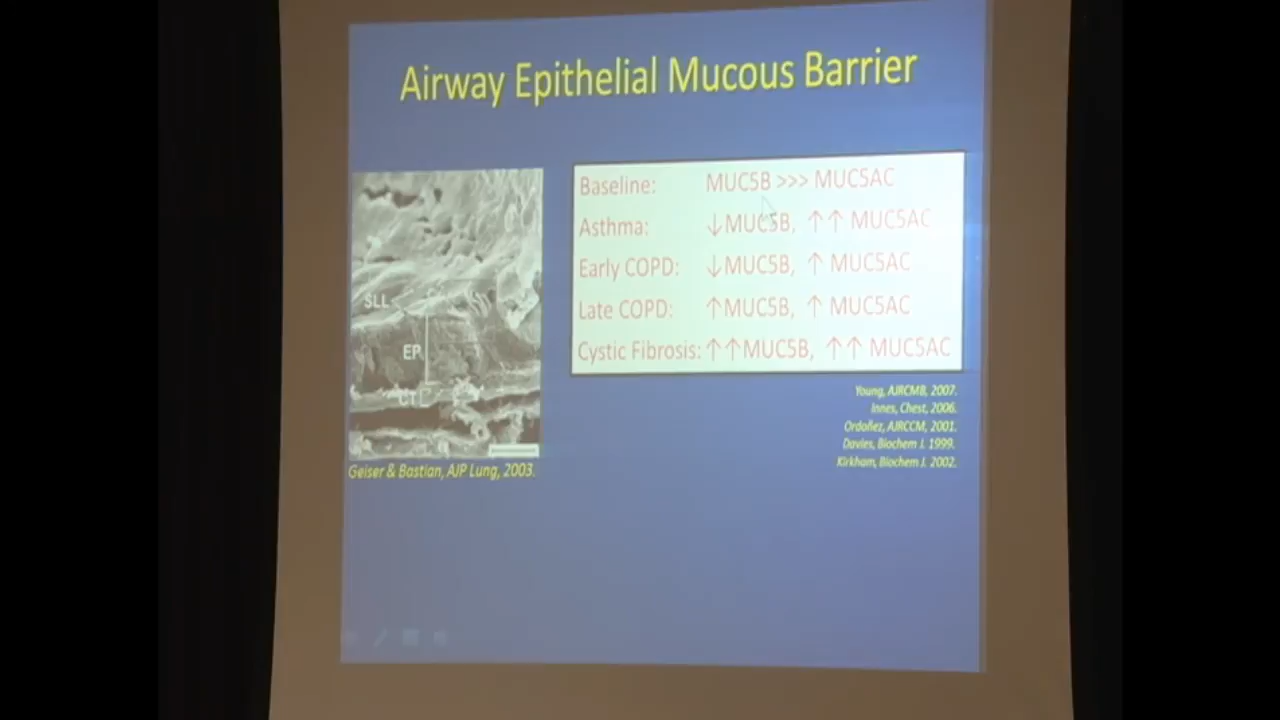 Airway Epithelial Mucous Barrier
Baseline: MUC5B >>> MUC5AC
Asthma: ↓MUC5B, ↑↑ MUC5AC
Early COPD: ↓MUC5B, ↑ MUC5AC
Late COPD: ↑MUC5B, ↑ MUC5AC
Cystic Fibrosis: ↑↑MUC5B, ↑↑ MUC5AC
SLL
EP
CT
Geiser & Bastian, AJP Lung, 2003.
Young, AJRCMB, 2007.
Innes, Chest, 2006.
Ordoñez, AJRCCM, 2001.
Davies, Biochem J. 1999.
Kirkham, Biochem J. 2002.